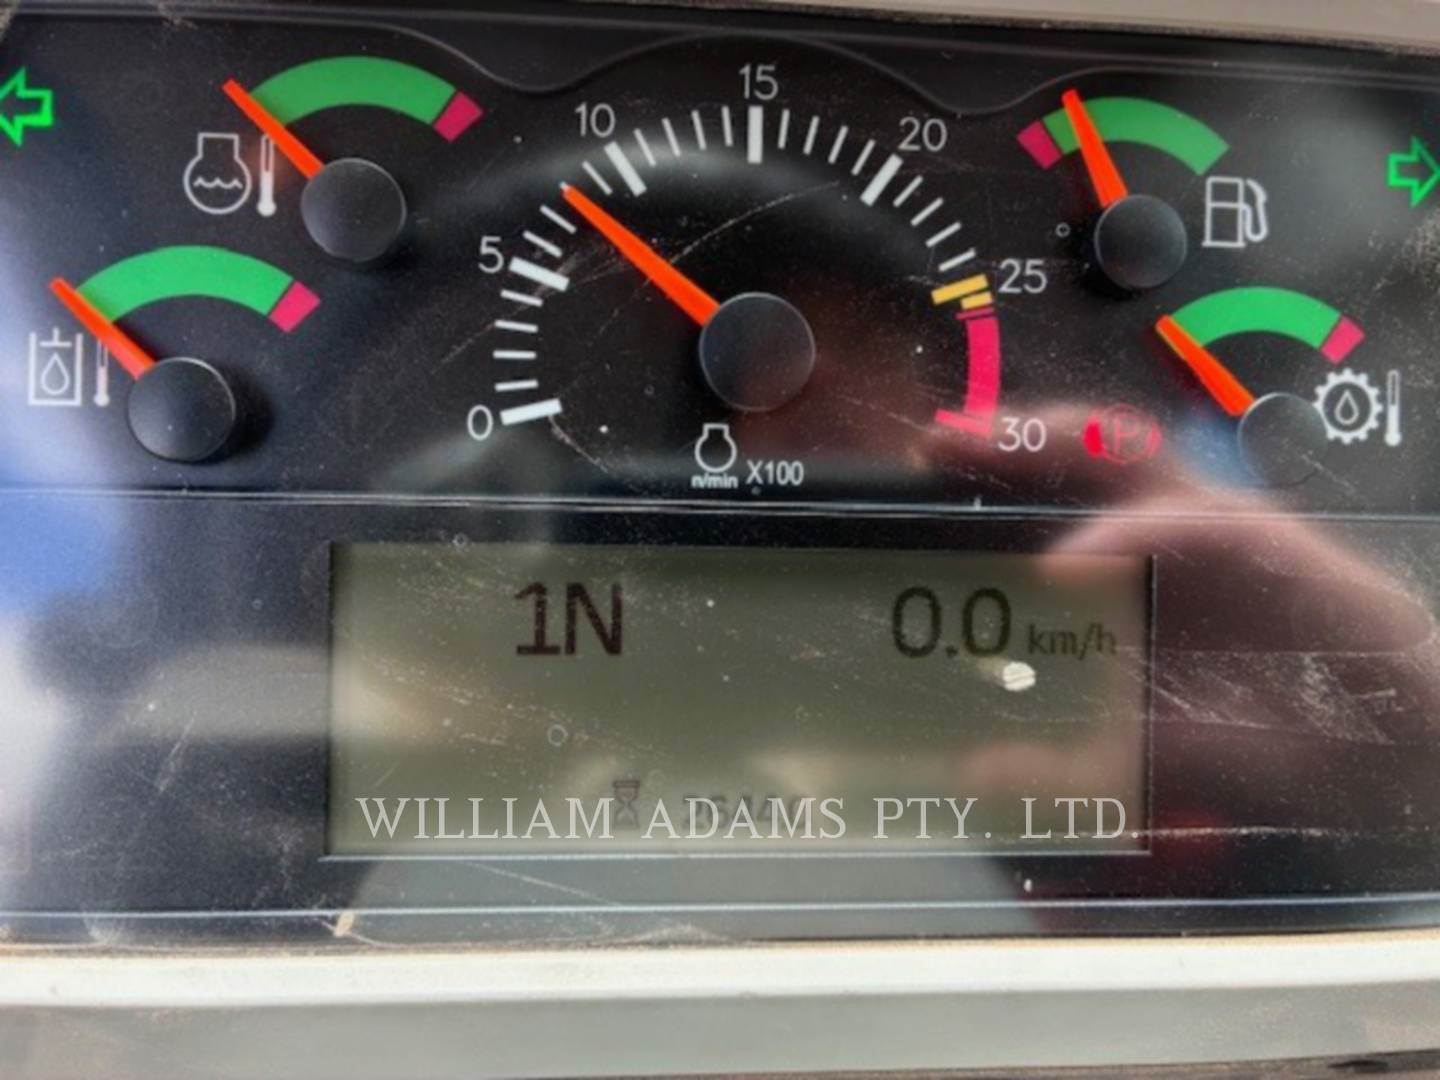 15
10
20
5
25
0
30
P
n/min X100
1N 0.0 km/h
WILLIAM ADAMS PTY. LTD.